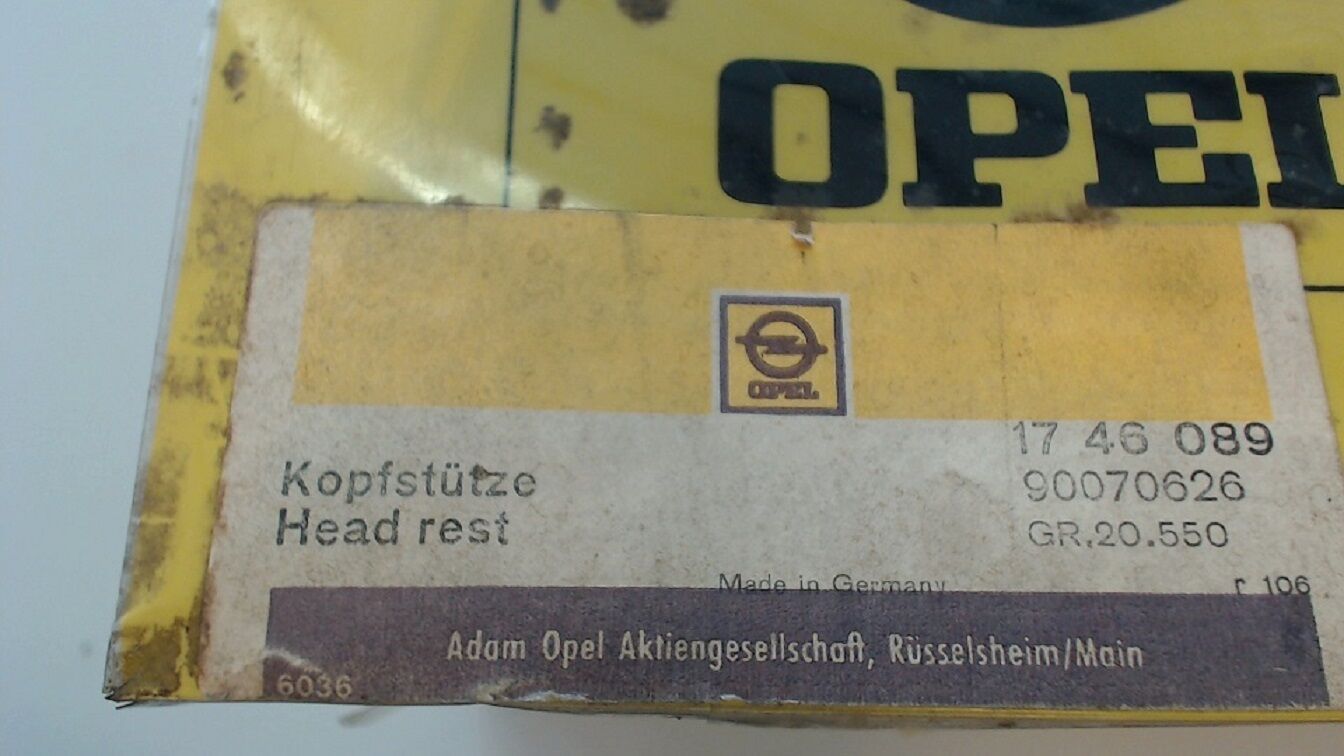 OPEL
OPEL
17 46 089
Kopfstütze
90070626
Head rest
GR.20.550
Made in Germany
r 106
Adam Opel Aktiengesellschaft, Rüsselsheim/Main
6036